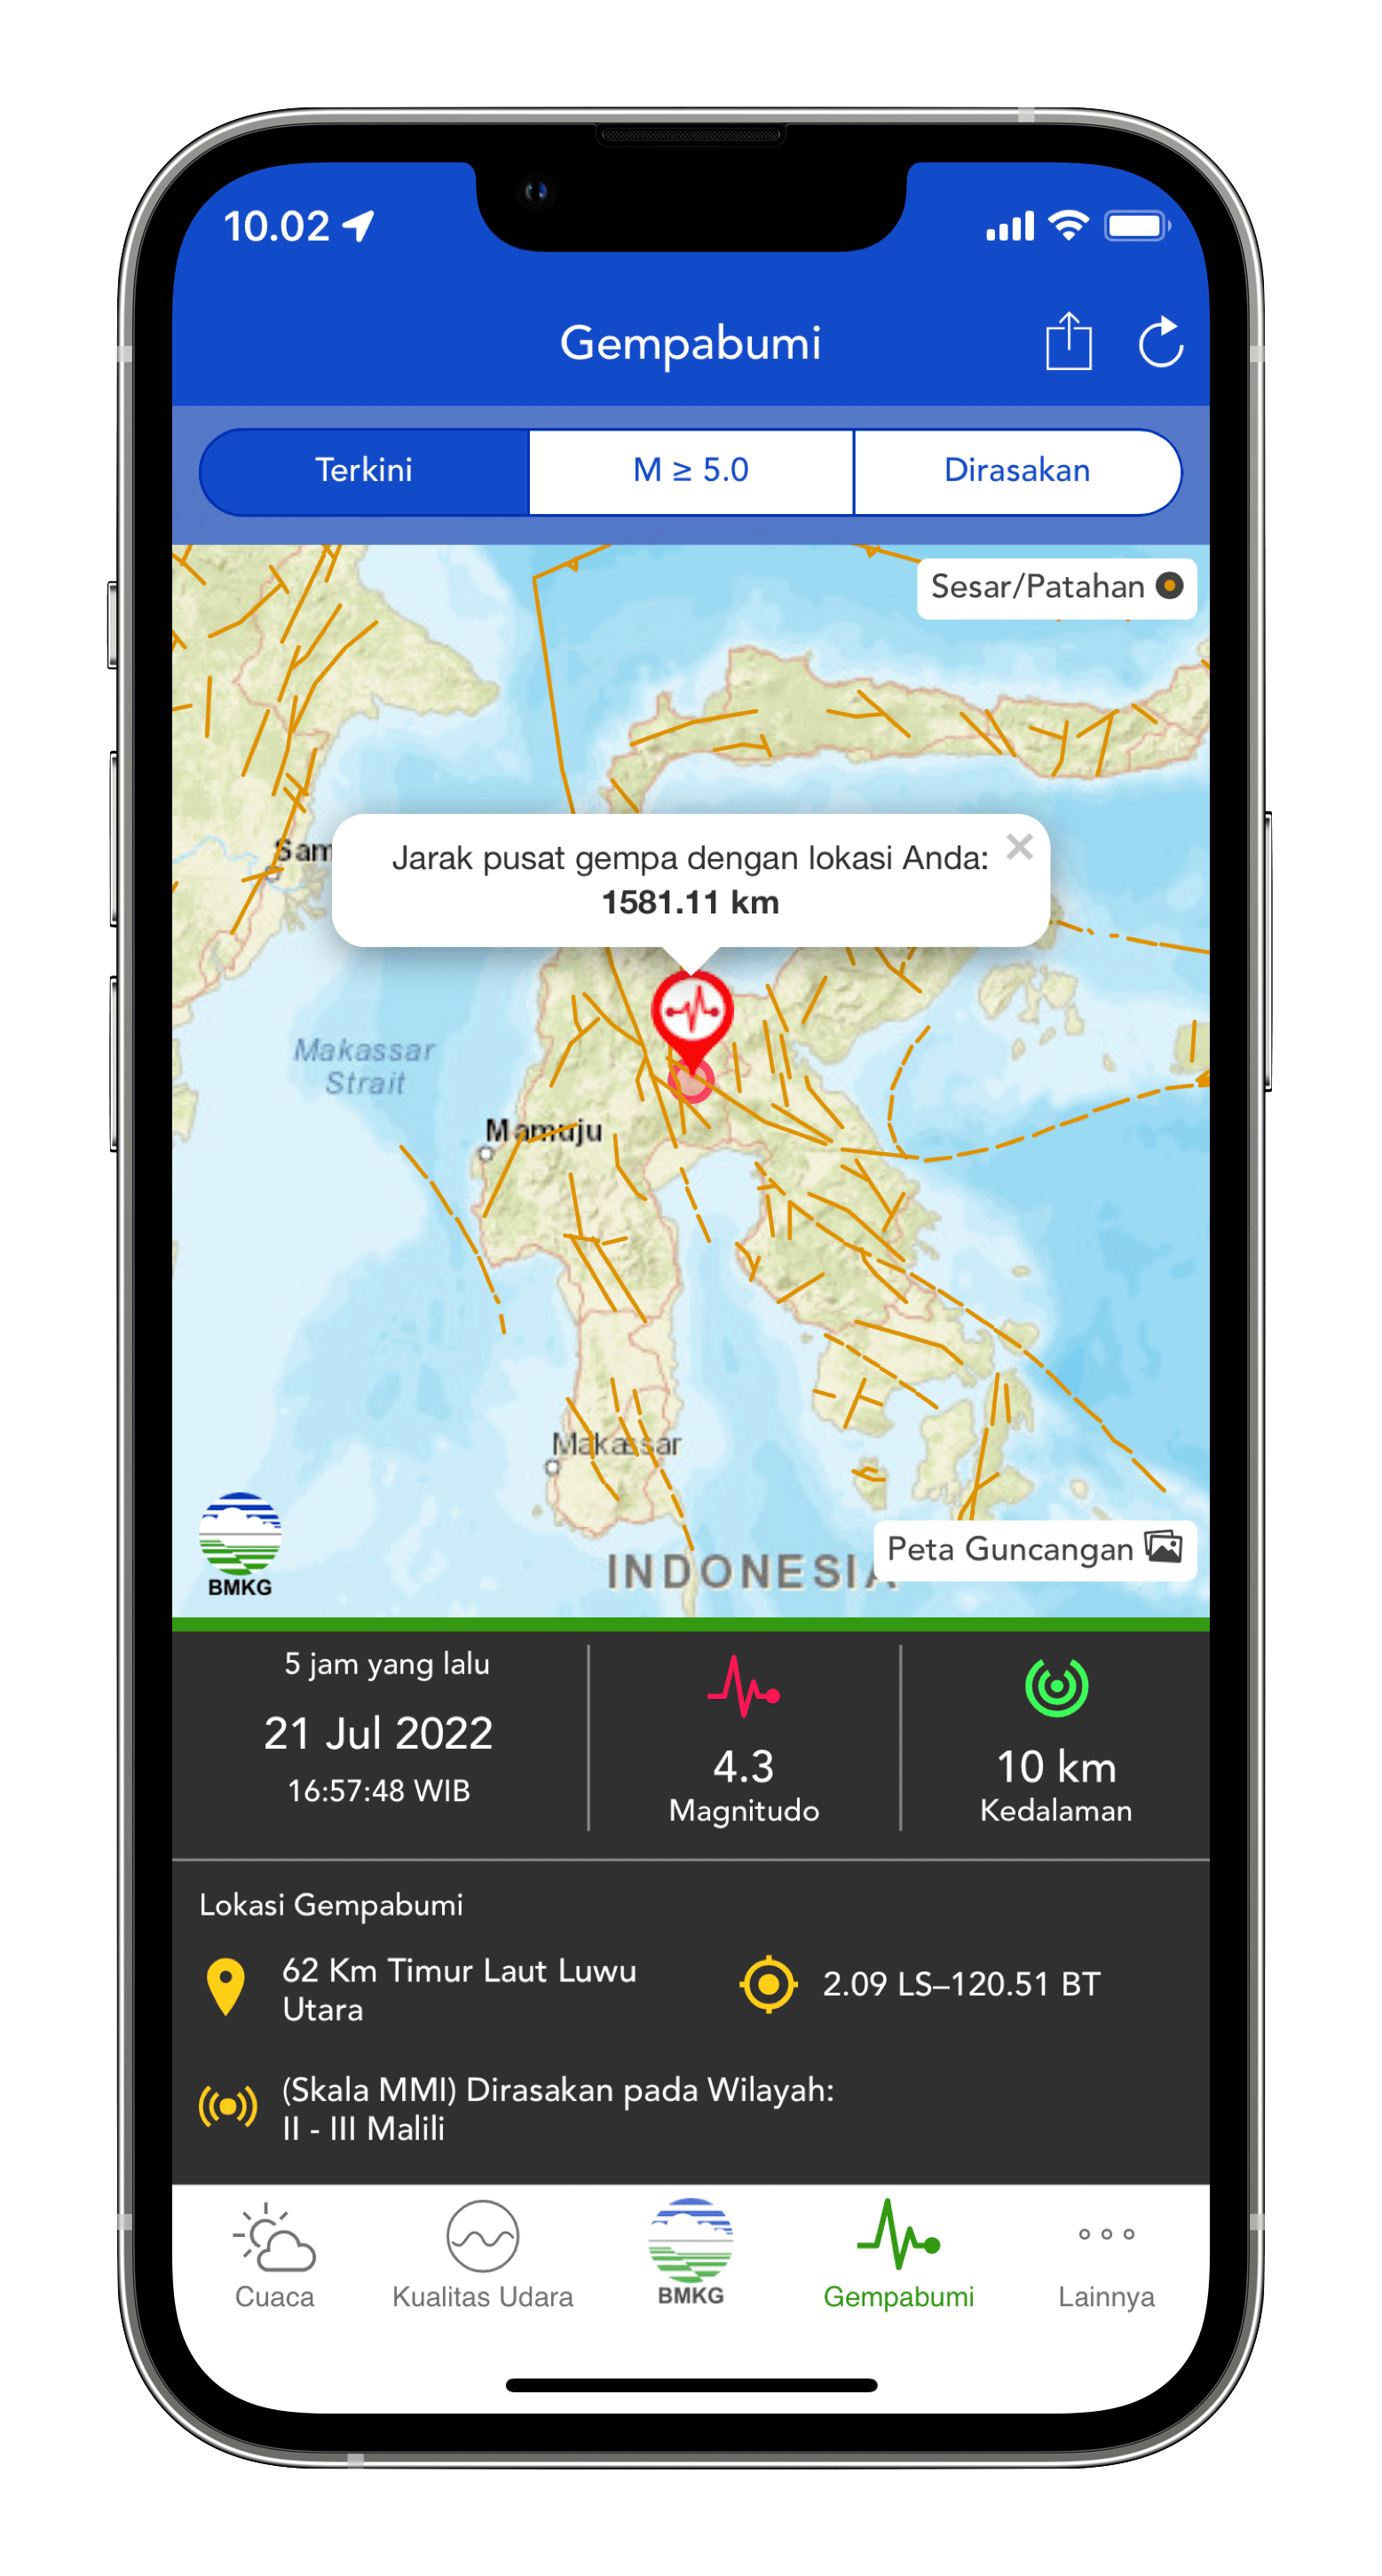 10.02
Gempabumi
Terkini
M ≥ 5.0
Dirasakan
Sesar/Patahan
Sam
Jarak pusat gempa dengan lokasi Anda:
1581.11 km
Makassar
Strait
Mamuju
Makassar
BMKG
INDONESIA
Peta Guncangan
5 jam yang lalu
21 Jul 2022
16:57:48 WIB
4.3
Magnitudo
10 km
Kedalaman
Lokasi Gempabumi
62 Km Timur Laut Luwu
Utara
2.09 LS–120.51 BT
(Skala MMI) Dirasakan pada Wilayah:
II - III Malili
Cuaca
Kualitas Udara
BMKG
Gempabumi
Lainnya